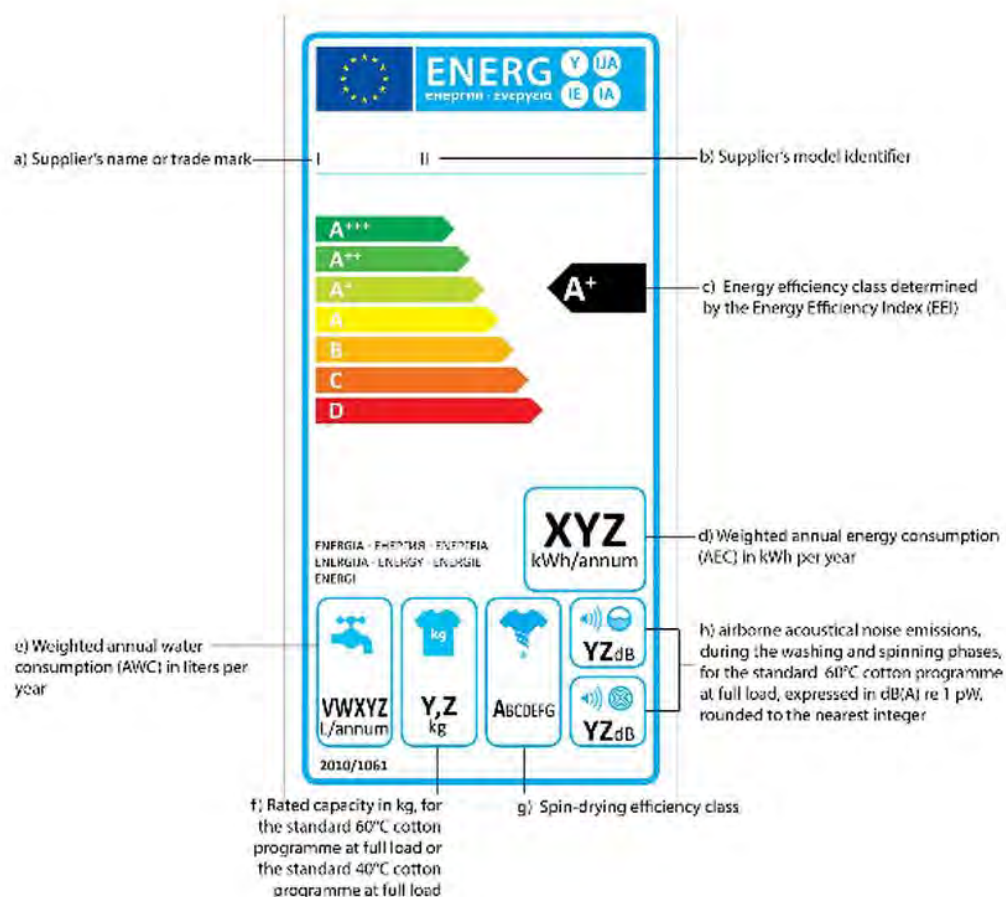 ENERG Y IJA
енергия · ενεργεια IE IA
a) Supplier's name or trade mark I II b) Supplier's model identifier
A+++
A++
A+
A
B
C
D
A+
c) Energy efficiency class determined
by the Energy Efficiency Index (EEI)
XYZ
kWh/annum
d) Weighted annual energy consumption
(AEC) in kWh per year
ENERGIA · ЕНЕРГИЯ · ΕΝΕΡΓΕΙΑ
ENERGIJA · ENERGY · ENERGIE
ENERGI
e) Weighted annual water
consumption (AWC) in liters per
year
VWXYZ
L/annum
kg
Y,Z
kg
ABCDEFG
YZdB
YZdB
h) airborne acoustical noise emissions,
during the washing and spinning phases,
for the standard 60°C cotton programme
at full load, expressed in dB(A) re 1 pW,
rounded to the nearest integer
2010/1061
f) Rated capacity in kg, for
the standard 60°C cotton
programme at full load or
the standard 40°C cotton
programme at full load
g) Spin-drying efficiency class